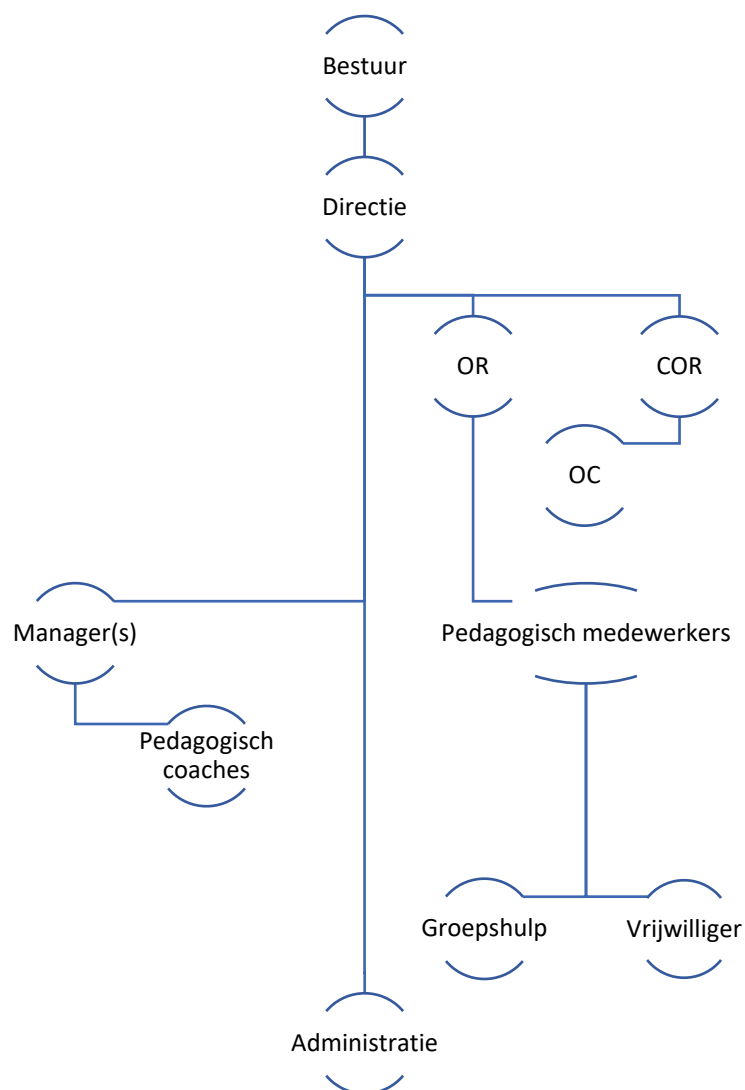 Bestuur
Directie
OR
COR
OC
Manager(s)
Pedagogisch medewerkers
Pedagogisch
coaches
Groepshulp
Vrijwilliger
Administratie